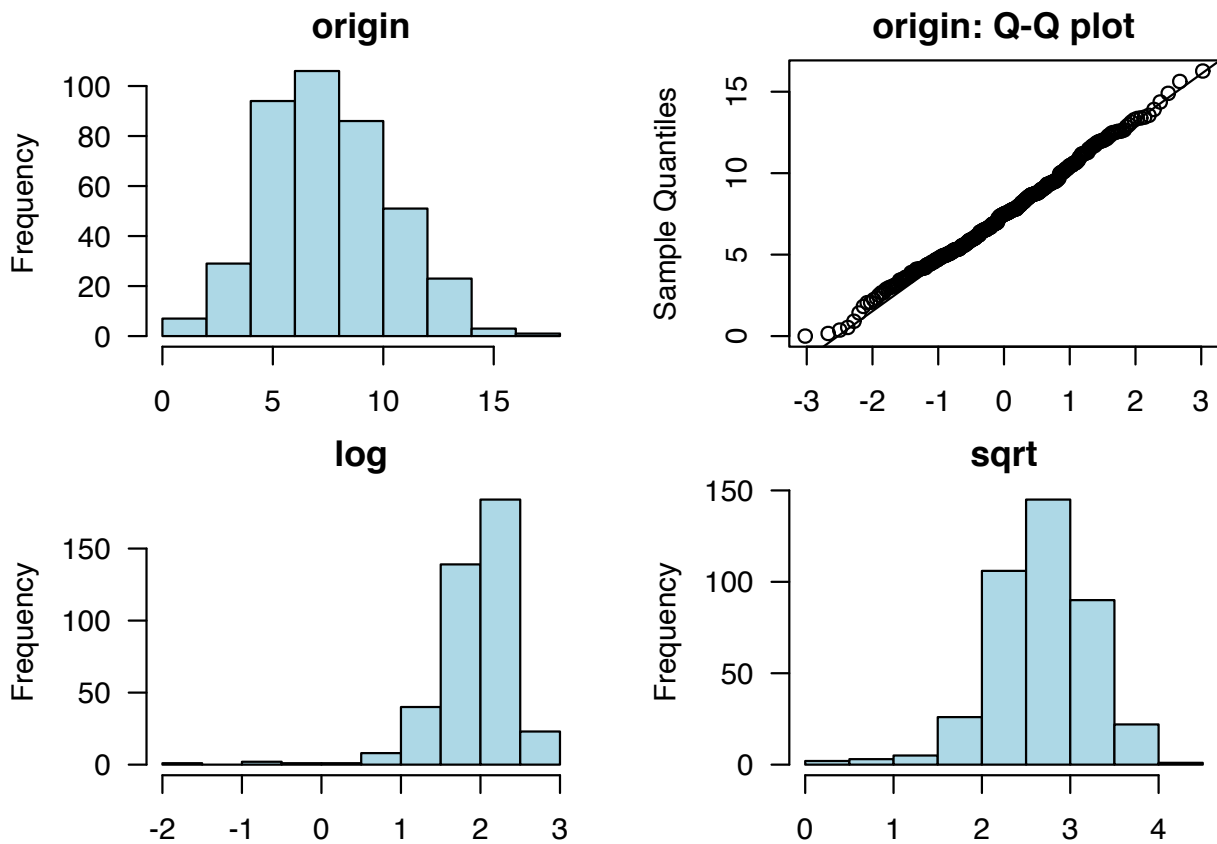 origin
Frequency
0 20 40 60 80 100
0 5 10 15
origin: Q-Q plot
Sample Quantiles
0 5 10 15
-3 -2 -1 0 1 2 3
log
Frequency
0 50 100 150
-2 -1 0 1 2 3
sqrt
Frequency
0 50 100 150
0 1 2 3 4